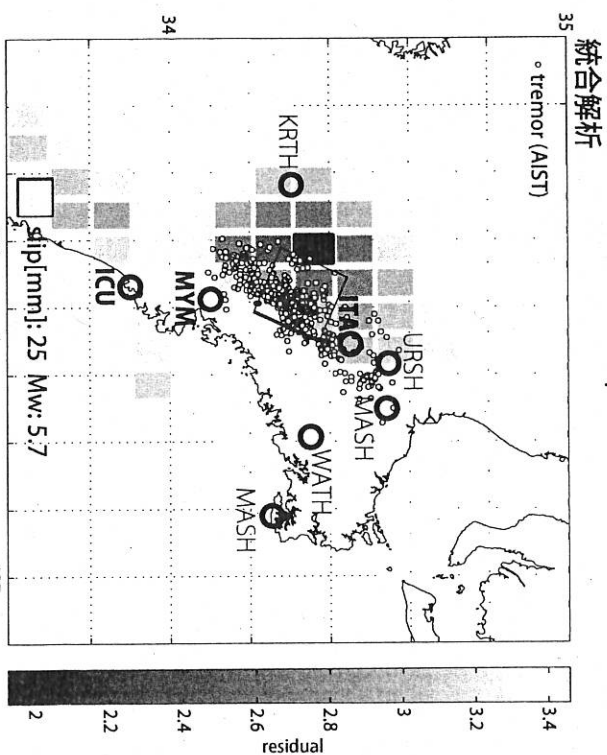 統合解析
35
34
° tremor (AIST)
KRTH
ITA
URSH
MASH
MYM
WATH
ICU
MASH
slip[mm]: 25 Mw: 5.7
2
2.2
2.4
2.6
2.8
3
3.2
3.4
residual